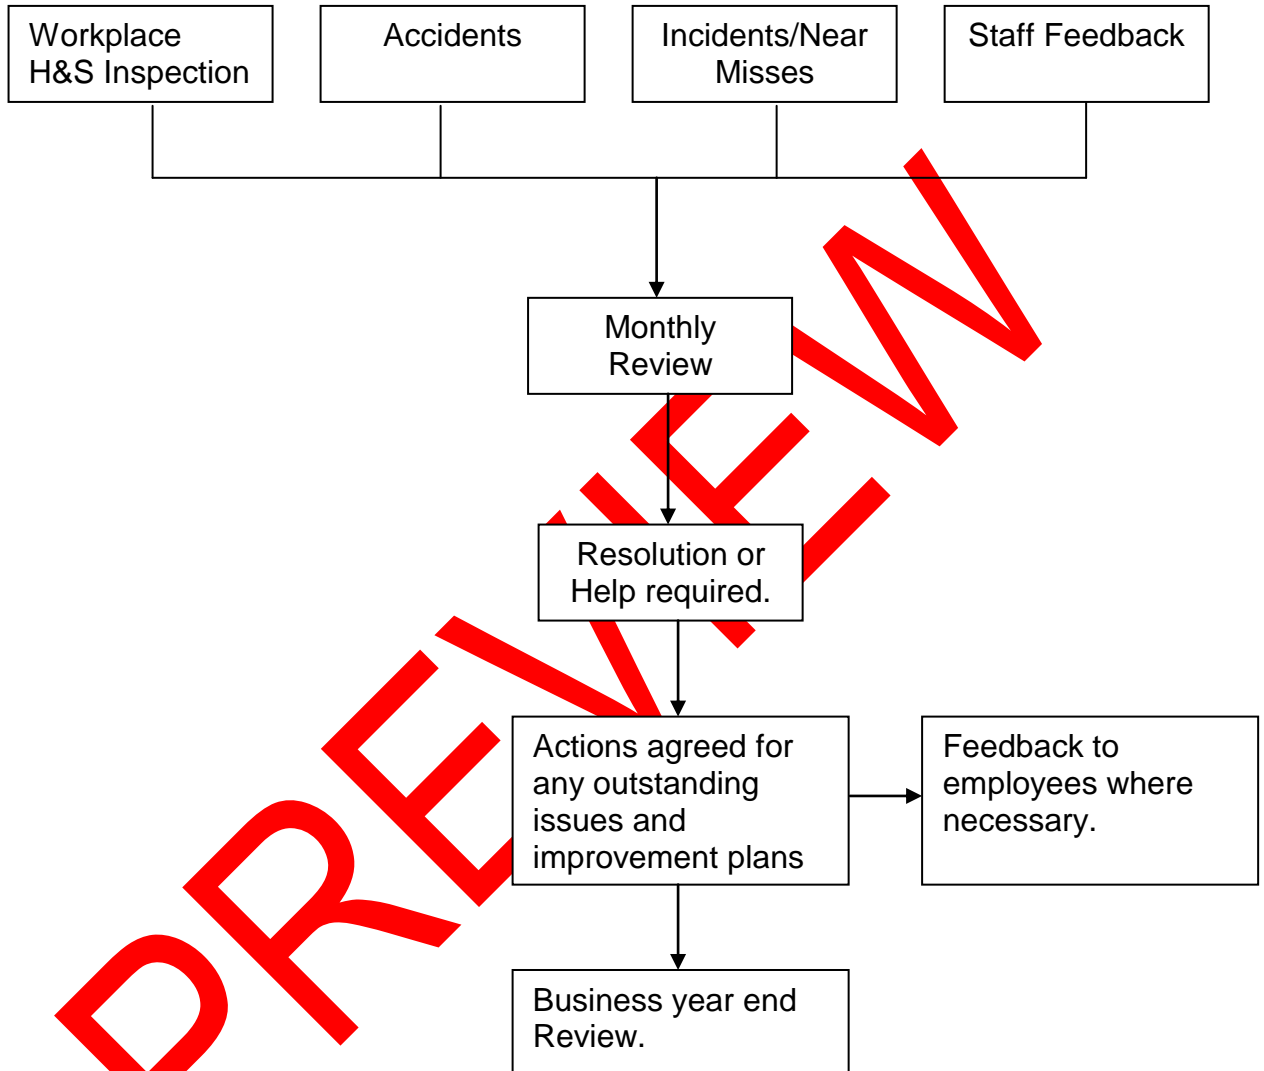 Workplace
H&S Inspection
Accidents
Incidents/Near
Misses
Staff Feedback
Monthly
Review
Resolution or
Help required.
Actions agreed for
any outstanding
issues and
improvement plans
Feedback to
employees where
necessary.
Business year end
Review.
PREVIEW